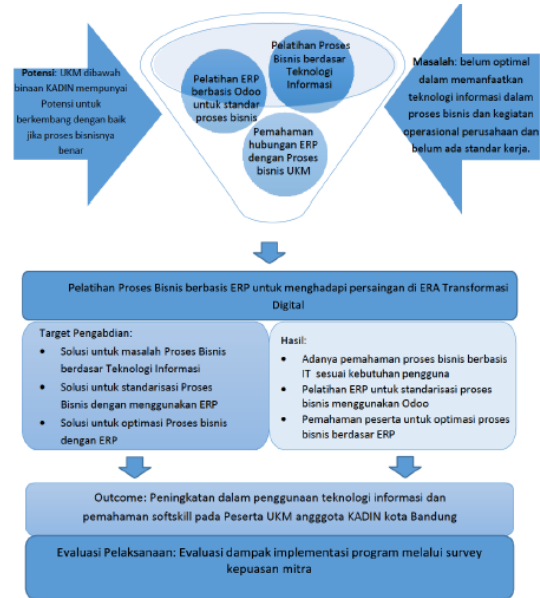 Potensi: UKM dibawah
binaan KADIN mempunyai
Potensi untuk
berkembang dengan baik
jika proses bisnisnya
benar
Pelatihan ERP
berbasis Odoo
untuk standar
proses bisnis
Pelatihan Proses
Bisnis berdasar
Teknologi
Informasi
Pemahaman
hubungan ERP
dengan Proses
bisnis UKM
Masalah: belum optimal
dalam memanfaatkan
teknologi informasi dalam
proses bisnis dan kegiatan
operasional perusahaan dan
belum ada standar kerja.
Pelatihan Proses Bisnis berbasis ERP untuk menghadapi persaingan di ERA Transformasi
Digital
Target Pengabdian:
• Solusi untuk masalah Proses Bisnis
berdasar Teknologi Informasi
• Solusi untuk standarisasi Proses
Bisnis dengan menggunakan ERP
• Solusi untuk optimasi Proses bisnis
dengan ERP
Hasil:
• Adanya pemahaman proses bisnis berbasis
IT sesuai kebutuhan pengguna
• Pelatihan ERP untuk standarisasi proses
bisnis menggunakan Odoo
• Pemahaman peserta untuk optimasi proses
bisnis berdasar ERP
Outcome: Peningkatan dalam penggunaan teknologi informasi dan
pemahaman softskill pada Peserta UKM angggota KADIN kota Bandung
Evaluasi Pelaksanaan: Evaluasi dampak implementasi program melalui survey
kepuasan mitra